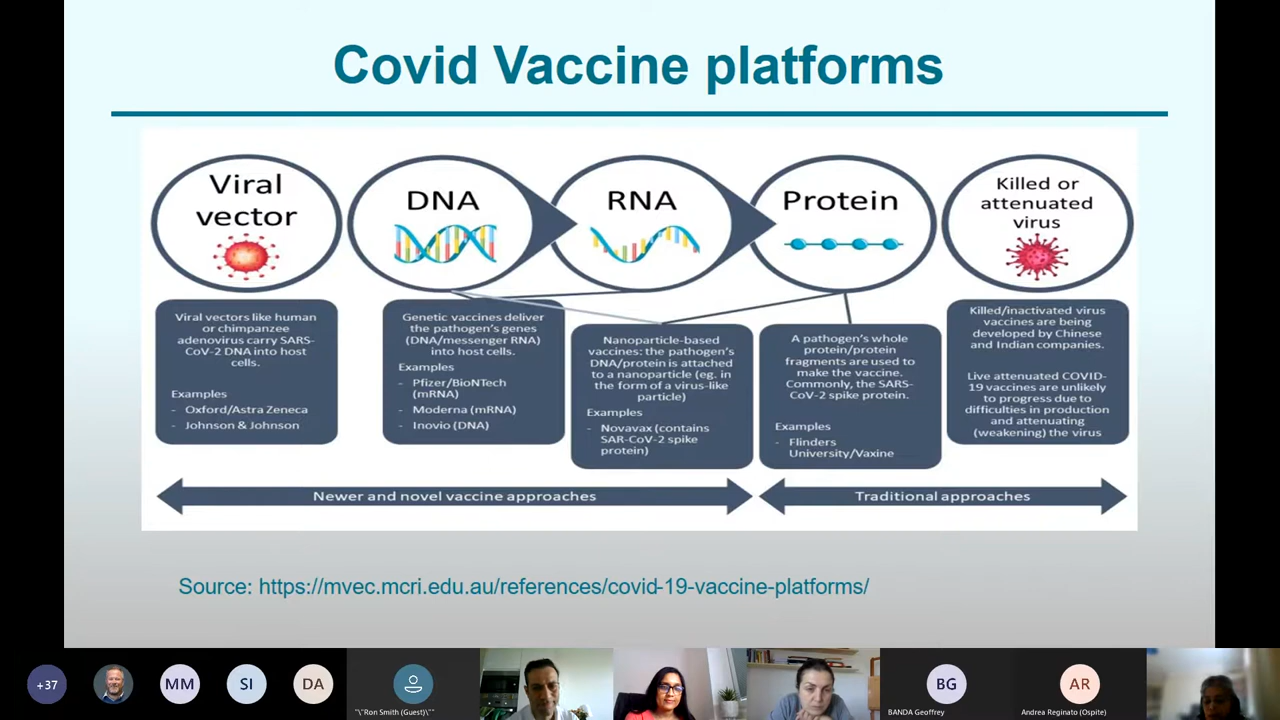 Covid Vaccine platforms
Viral
vector
DNA
RNA
Protein
Killed or
attenuated
virus
Viral vectors like human
or chimpanzee
adenovirus carry SARS-
CoV-2 DNA into host
cells.
Examples
- Oxford/Astra Zeneca
- Johnson & Johnson
Genetic vaccines deliver
the pathogen's genes
(DNA/messenger RNA)
into host cells.
Examples
- Pfizer/BioNTech
(mRNA)
- Moderna (mRNA)
- Inovio (DNA)
Nanoparticle-based
vaccines: the pathogen's
DNA/protein is attached
to a nanoparticle (eg. in
the form of a virus-like
particle)
Examples
- Novavax (contains
SAR-CoV-2 spike
protein)
A pathogen's whole
protein/protein
fragments are used to
make the vaccine.
Commonly, the SARS-
CoV-2 spike protein.
Examples
- Flinders
University/Vaxine
Killed/inactivated virus
vaccines are being
developed by Chinese
and Indian companies.
Live attenuated COVID-
19 vaccines are unlikely
to progress due to
difficulties in production
and attenuating
(weakening) the virus
Newer and novel vaccine approaches
Traditional approaches
Source: https://mvec.mcri.edu.au/references/covid-19-vaccine-platforms/
+37
MM
SI
DA
"\"Ron Smith (Guest)\""
BG
BANDA Geoffrey
AR
Andrea Reginato (Ospite)